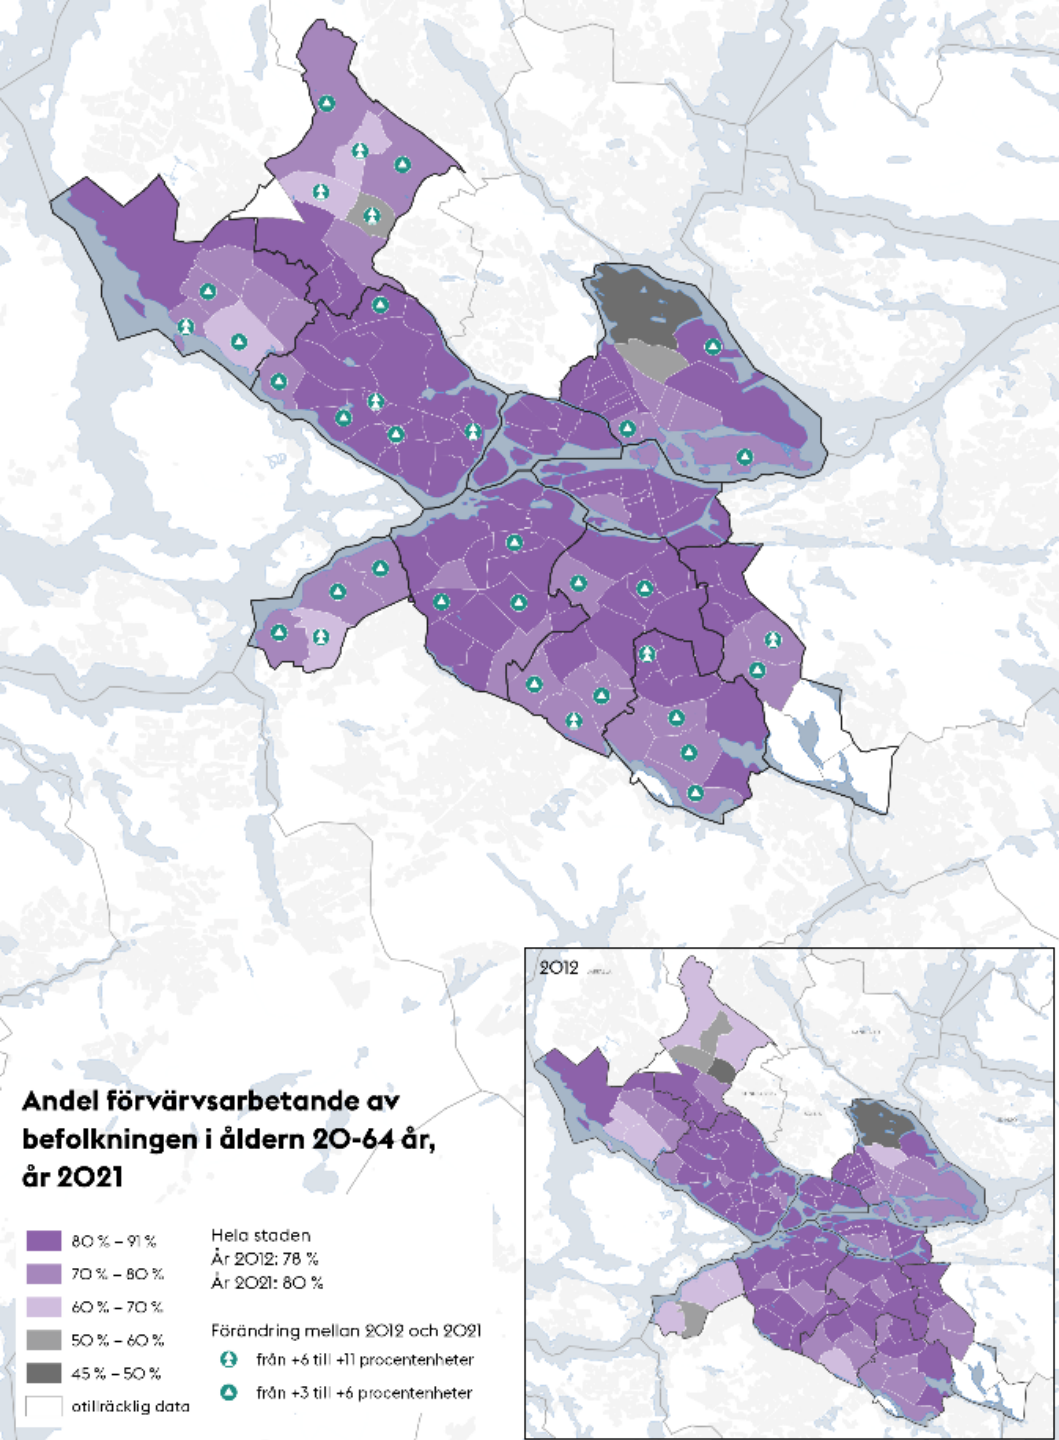 2012
Andel förvärvsarbetande av
befolkningen i åldern 20-64 år,
år 2021
80 % – 91 %
70 % – 80 %
60 % – 70 %
50 % – 60 %
45 % – 50 %
otillräcklig data
Hela staden
År 2012: 78 %
År 2021: 80 %
Förändring mellan 2012 och 2021
från +6 till +11 procentenheter
från +3 till +6 procentenheter